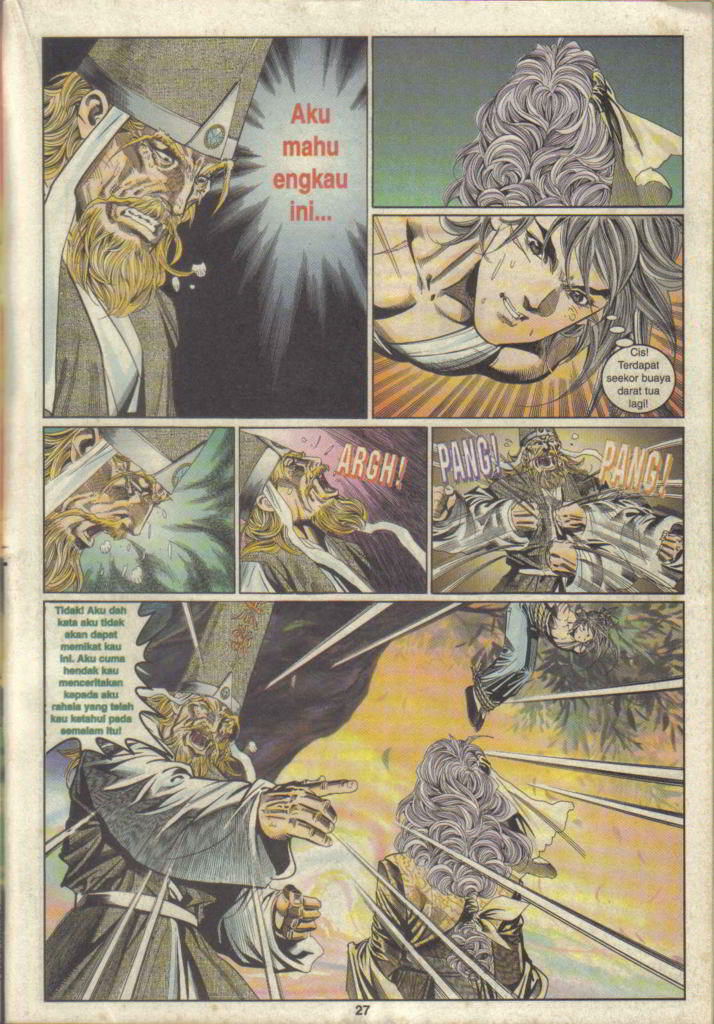 Aku
mahu
engkau
ini...
Cis!
Terdapat
seekor buaya
darat tua
lagi!
ARGH!
PANG!
PANG!
Tidak! Aku dah
kata aku tidak
akan dapat
memikat kau
ini. Aku cuma
hendak kau
menceritakan
kepada aku
rahsia yang telah
kau ketahui pada
semalam itu!
27